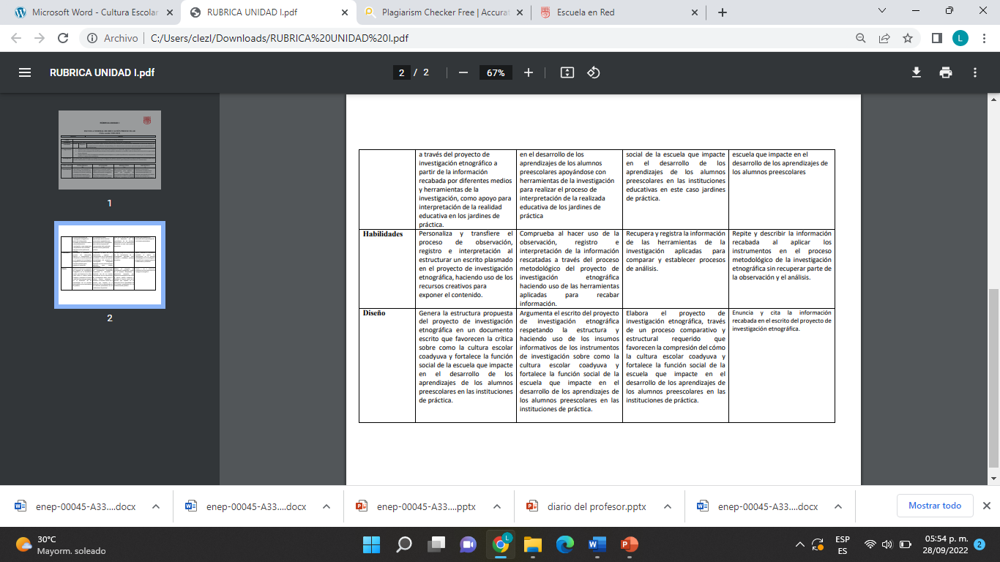 Microsoft Word - Cultura Escolar
RUBRICA UNIDAD I.pdf
Plagiarism Checker Free | Accura
Escuela en Red
Archivo
C:/Users/clezl/Downloads/RUBRICA%20UNIDAD%20I.pdf
L
RUBRICA UNIDAD I.pdf
2 / 2
67%
1
2
a través del proyecto de
investigación etnográfico a
partir de la información
recabada por diferentes medios
y herramientas de la
investigación, como apoyo para
interpretación de la realidad
educativa en los jardines de
práctica.
en el desarrollo de los
aprendizajes de los alumnos
preescolares apoyándose con
herramientas de la investigación
para realizar el proceso de
interpretación de la realizada
educativa de los jardines de
práctica
social de la escuela que impacte
en el desarrollo de los
aprendizajes de los alumnos
preescolares en las instituciones
educativas en este caso jardines
de práctica.
escuela que impacte en el
desarrollo de los aprendizajes de
los alumnos preescolares
Habilidades
Personaliza y transfiere el
proceso de observación,
registro e interpretación al
estructurar un escrito plasmado
en el proyecto de investigación
etnográfica, haciendo uso de los
recursos creativos para
exponer el contenido.
Comprueba al hacer uso de la
observación, registro e
interpretación de la información
rescatadas a través del proceso
metodológico del proyecto de
investigación etnográfica
haciendo uso de las herramientas
aplicadas para recabar
información.
Recupera y registra la información
de las herramientas de la
investigación aplicadas para
comparar y establecer procesos
de análisis.
Repite y describir la información
recabada al aplicar los
instrumentos en el proceso
metodológico de la investigación
etnográfica sin recuperar parte de
la observación y el análisis.
Diseño
Genera la estructura propuesta
del proyecto de investigación
etnográfica en un documento
escrito que favorecen la crítica
sobre como la cultura escolar
coadyuva y fortalece la función
social de la escuela que impacte
en el desarrollo de los
aprendizajes de los alumnos
preescolares en las instituciones
de práctica.
Argumenta el escrito del proyecto
de investigación etnográfica
respetando la estructura y
haciendo uso de los insumos
informativos de los instrumentos
de investigación sobre como la
cultura escolar coadyuva y
fortalece la función social de la
escuela que impacte en el
desarrollo de los aprendizajes de
los alumnos preescolares en las
instituciones de práctica.
Elabora el proyecto de
investigación etnográfica, través
de un proceso comparativo y
estructural requerido que
favorecen la compresión del cómo
la cultura escolar coadyuva y
fortalece la función social de la
escuela que impacte en el
desarrollo de los aprendizajes de
los alumnos preescolares en las
instituciones de práctica.
Enuncia y cita la información
recabada en el escrito del proyecto de
investigación etnográfica.
enep-00045-A33....docx
enep-00045-A33....docx
enep-00045-A33....pptx
diario del profesor.pptx
enep-00045-A33....docx
Mostrar todo
30°C
Mayorm. soleado
L
ESP
ES
05:54 p. m.
28/09/2022
2